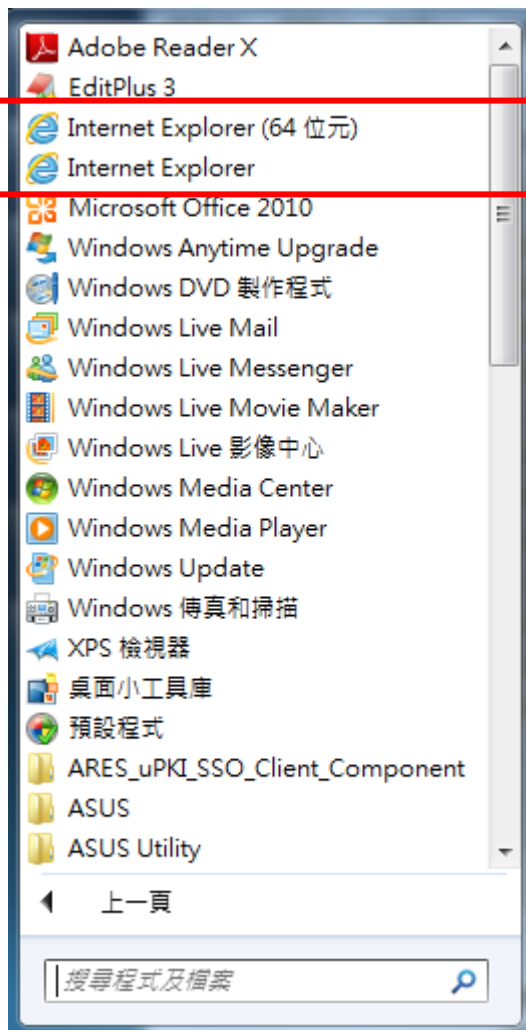 Adobe Reader X
EditPlus 3
Internet Explorer (64 位元)
Internet Explorer
Microsoft Office 2010
Windows Anytime Upgrade
Windows DVD 製作程式
Windows Live Mail
Windows Live Messenger
Windows Live Movie Maker
Windows Live 影像中心
Windows Media Center
Windows Media Player
Windows Update
Windows 傳真和掃描
XPS 檢視器
桌面小工具庫
預設程式
ARES_uPKI_SSO_Client_Component
ASUS
ASUS Utility
上一頁
搜尋程式及檔案